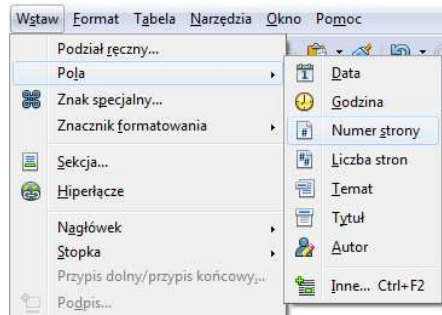 Wstaw Format Tabela Narzędzia Okno Pomoc
Podział ręczny...
Pola
Znak specjalny...
Znacznik formatowania
Sekcja...
Hiperłącze
Nagłówek
Stopka
Przypis dolny/przypis końcowy...
Podpis...
Data
Godzina
Numer strony
Liczba stron
Temat
Tytuł
Autor
Inne... Ctrl+F2